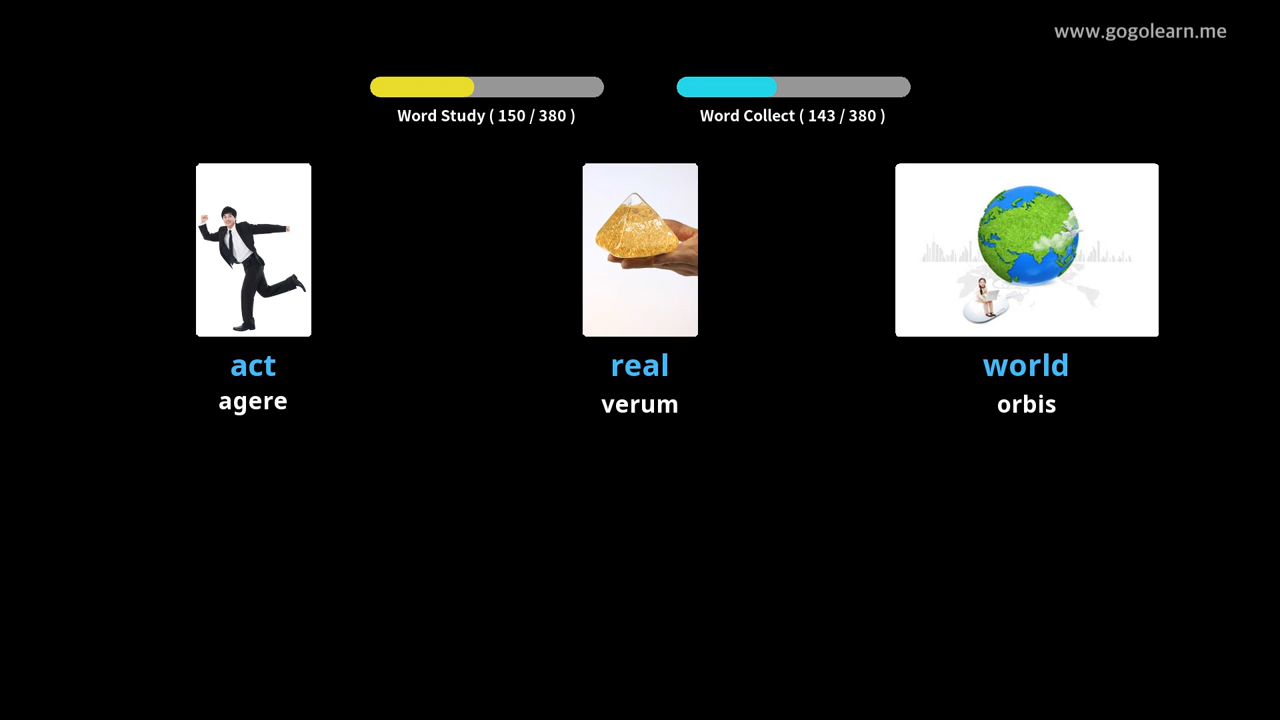 www.gogolearn.me
Word Study ( 150 / 380 )
Word Collect ( 143 / 380 )
act
agere
real
verum
world
orbis